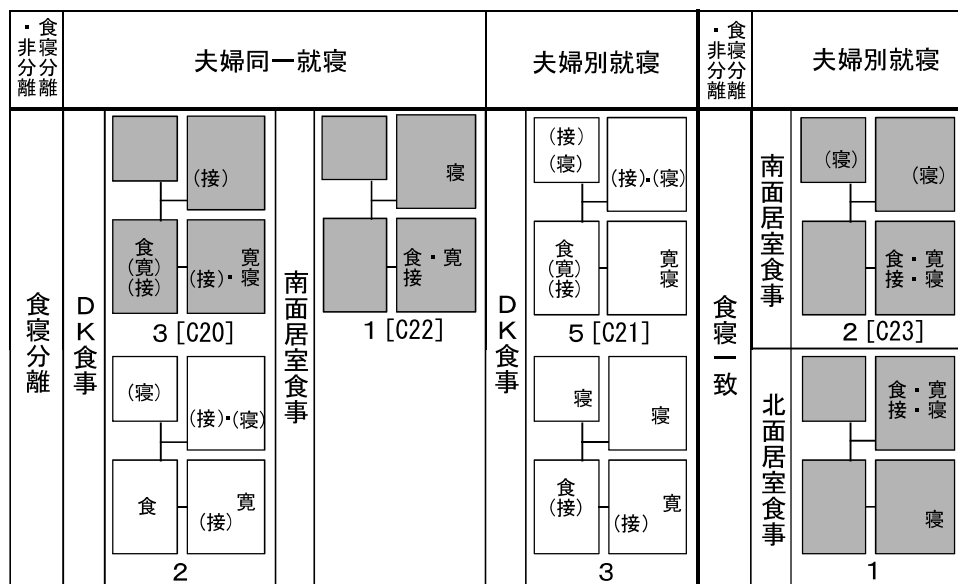 食寝分離
・非分離
夫婦同一就寝
夫婦別就寝
食寝分離
・非分離
夫婦別就寝
食寝分離
DK食事
(接)
食
(寛)
(接)
寛
(接)・寝
3 [C20]
(寝)
(接)・(寝)
食
寛
(接)
2
南面居室食事
寝
食・寛
接
1 [C22]
DK食事
(接)
(寝)
(接)・(寝)
食
(寛)
(接)
寛
寝
5 [C21]
寝
寝
食
(接)
寛
(接)
3
食寝一致
南面居室食事
(寝)
(寝)
食・寛
接・寝
2 [C23]
北面居室食事
食・寛
接・寝
寝
1